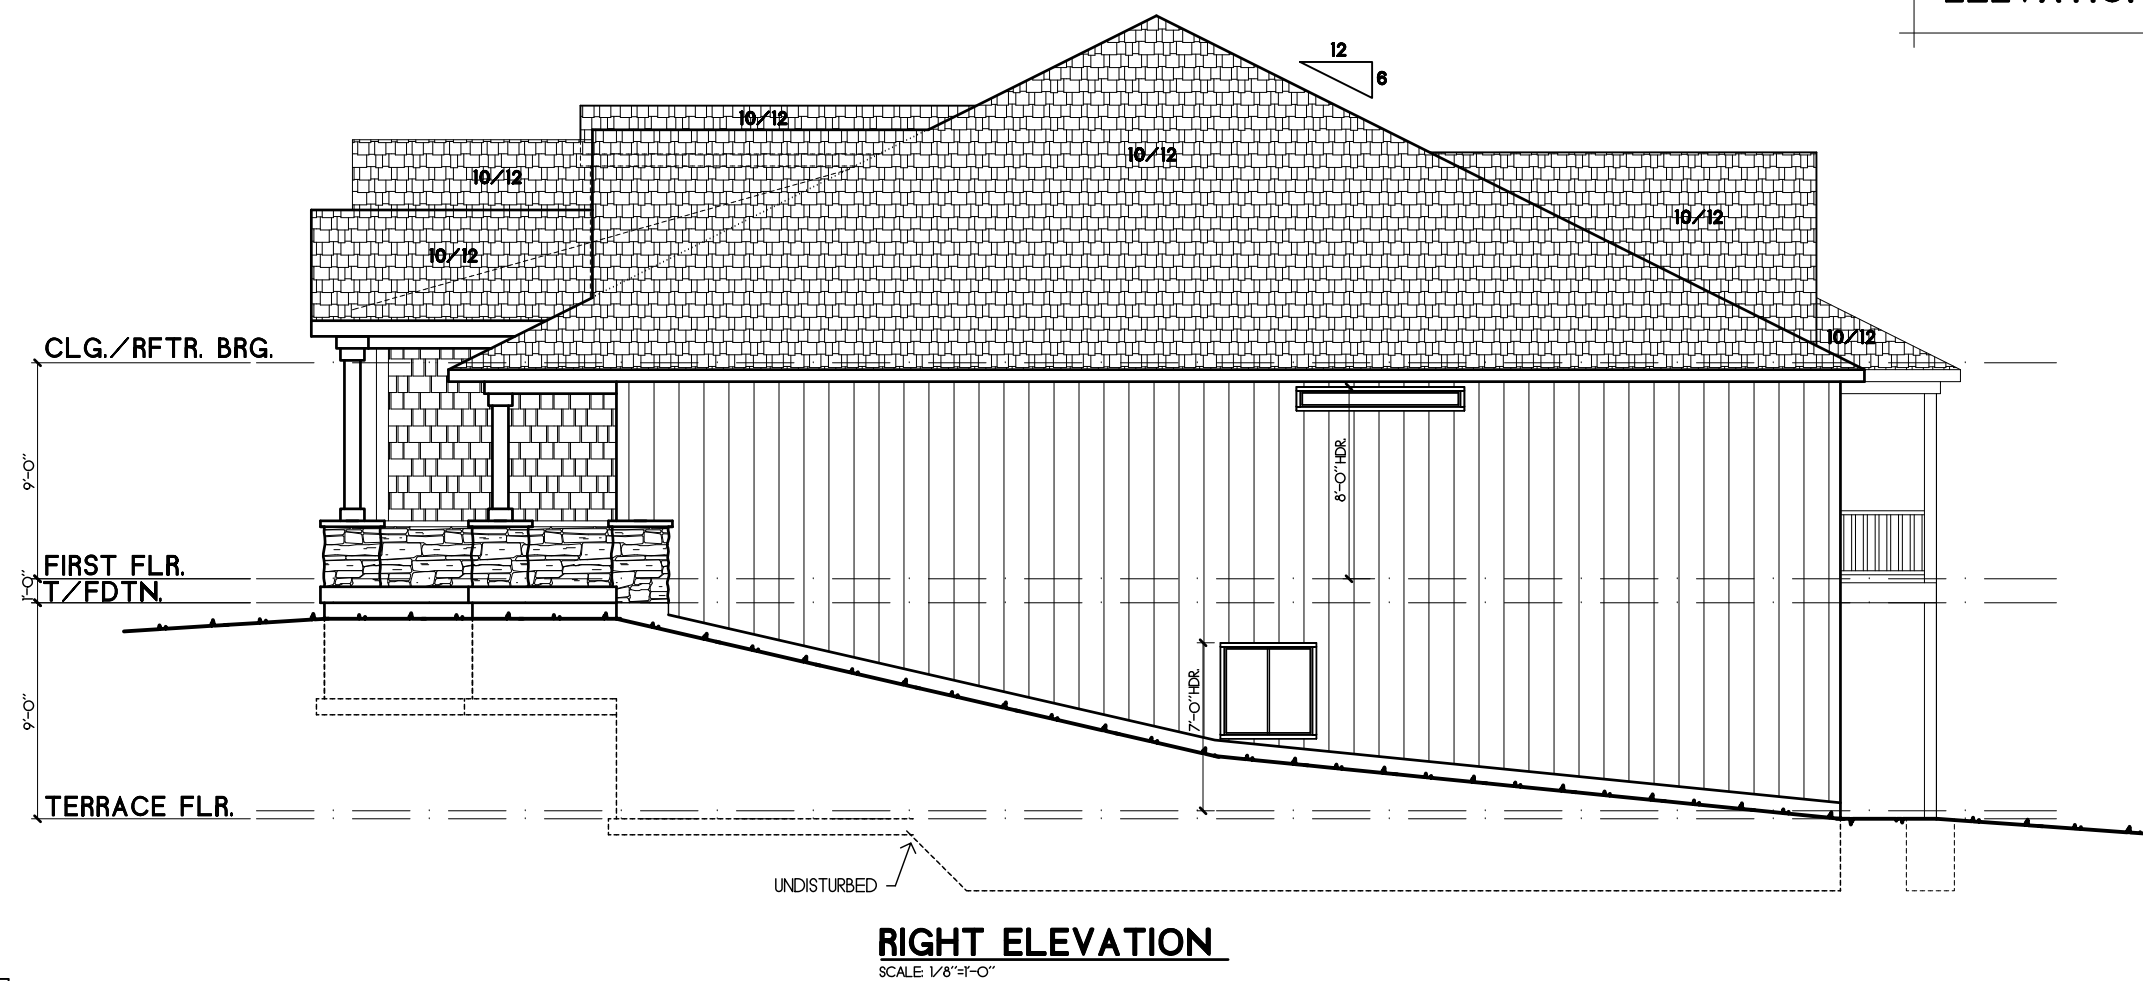 12
6
10/12
10/12
10/12
10/12
10/12
10/12
CLG./RFTR. BRG.
9'-0"
8'-0" HDR.
FIRST FLR.
1'-0"
T/FDTN.
9'-0"
7'-0" HDR.
TERRACE FLR.
UNDISTURBED
RIGHT ELEVATION
SCALE: 1/8"=1'-0"